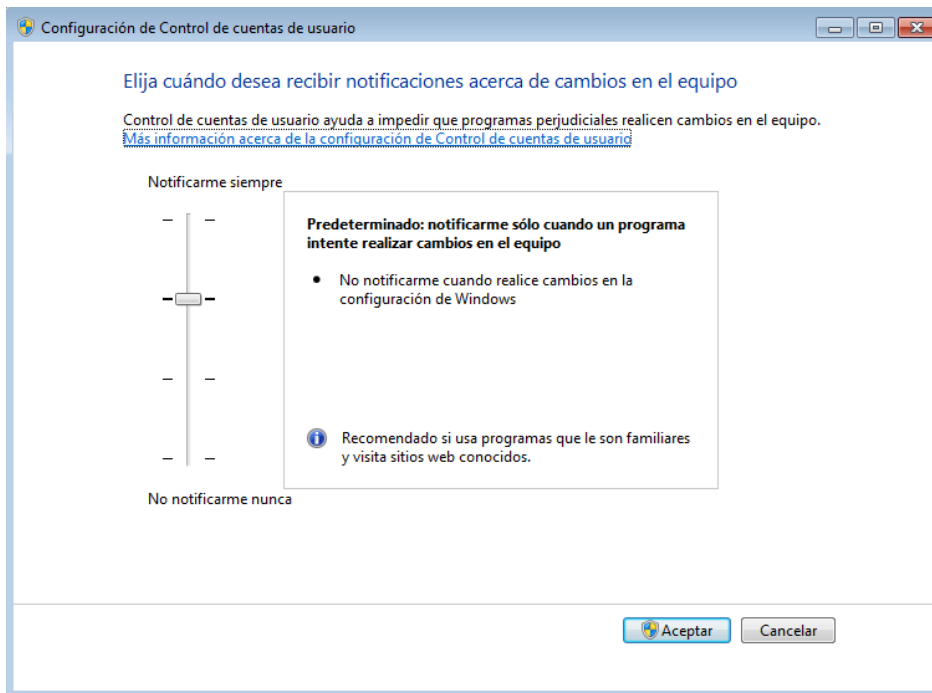 Configuración de Control de cuentas de usuario
Elija cuándo desea recibir notificaciones acerca de cambios en el equipo
Control de cuentas de usuario ayuda a impedir que programas perjudiciales realicen cambios en el equipo.
Más información acerca de la configuración de Control de cuentas de usuario
Notificarme siempre
Predeterminado: notificarme sólo cuando un programa
intente realizar cambios en el equipo
• No notificarme cuando realice cambios en la
configuración de Windows
Recomendado si usa programas que le son familiares
y visita sitios web conocidos.
No notificarme nunca
Aceptar
Cancelar